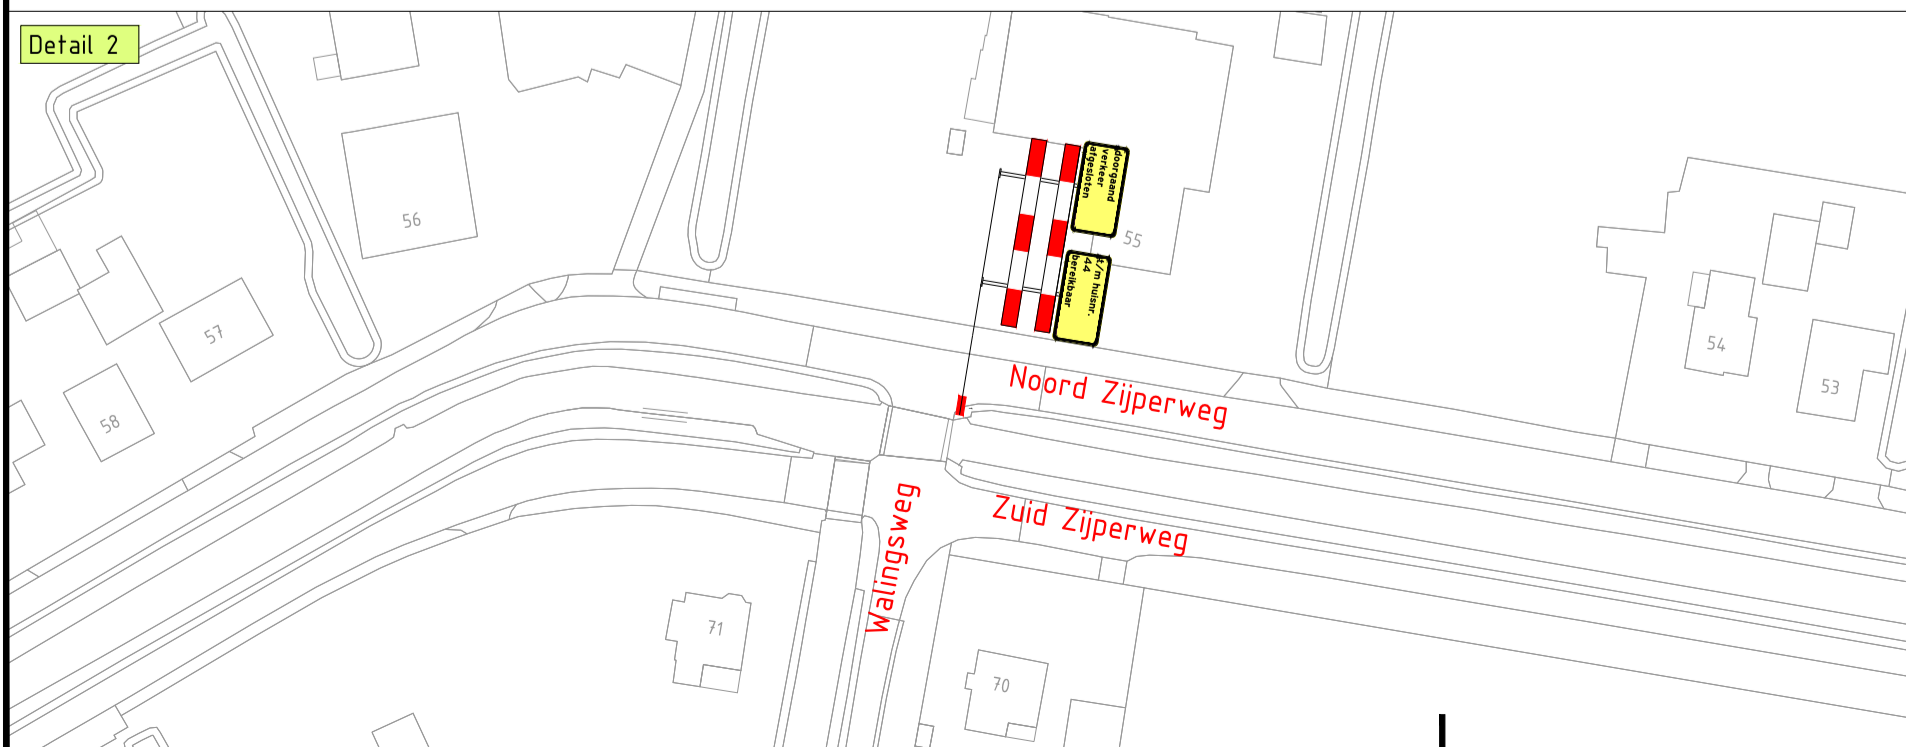 Detail 2
56
doorgaand
verkeer
afgesloten
55
t/m huisnr.
44
bereikbaar
57
54
53
58
Noord Zijperweg
Zuid Zijperweg
Walingsweg
71
70